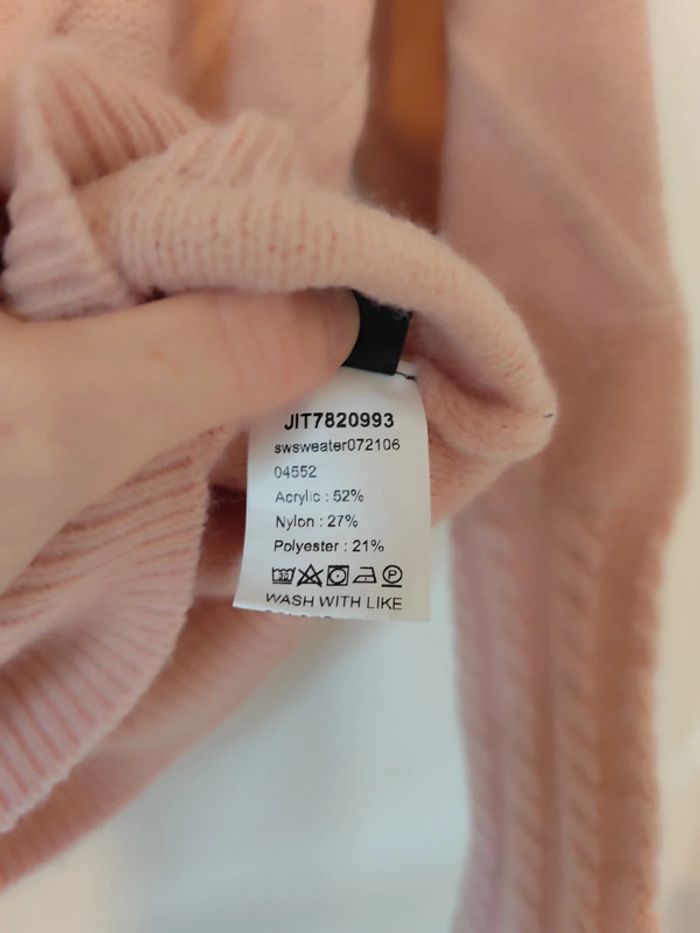 JIT7820993
swsweater072106
04552
Acrylic : 52%
Nylon : 27%
Polyester : 21%
P
WASH WITH LIKE